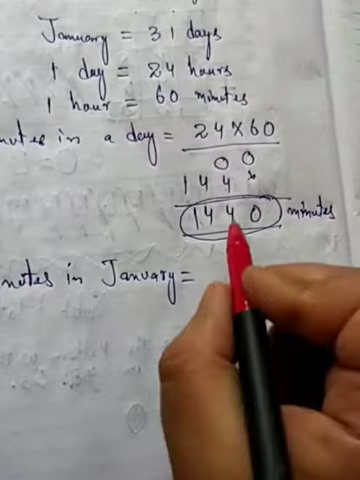 January = 31 days
1 day = 24 hours
1 hour = 60 minutes
in a day = 24×60
00
144×
1440 minutes
in January =